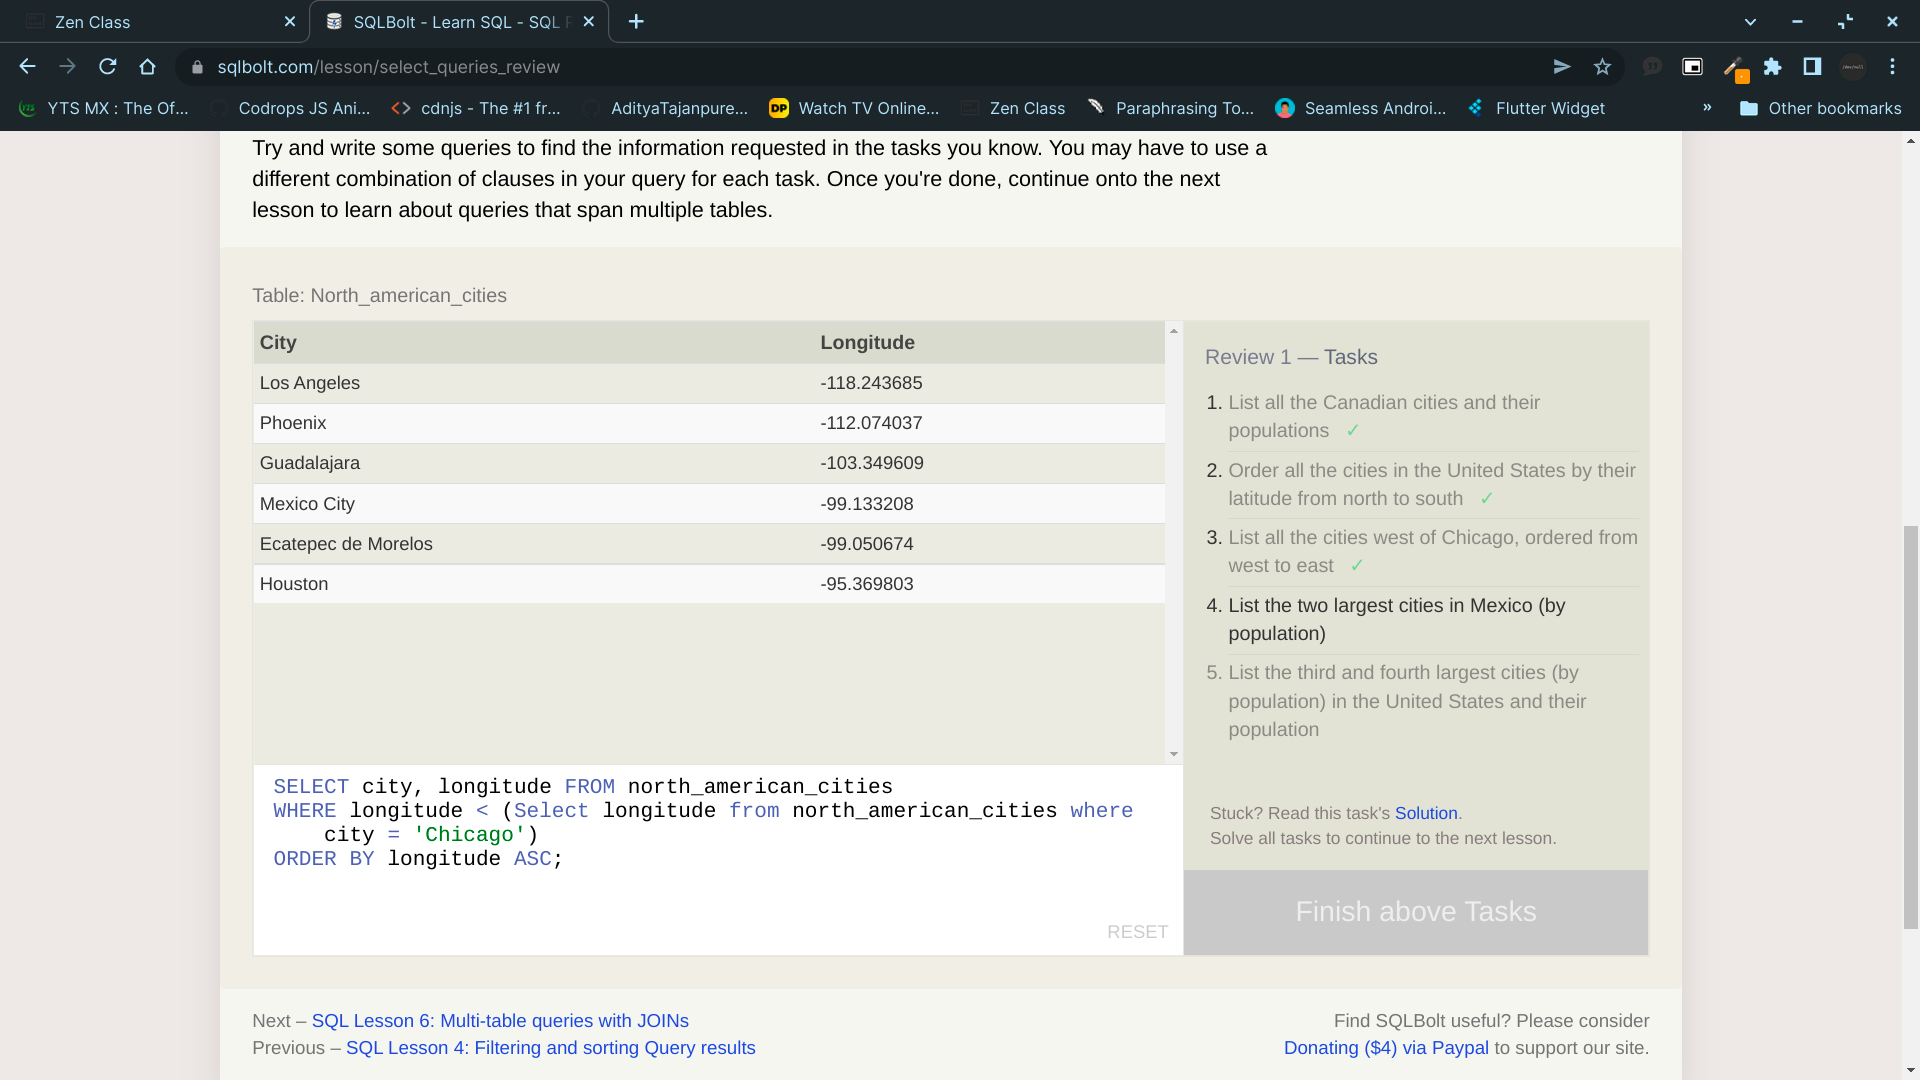 Zen Class
SQLBolt - Learn SQL - SQL
sqlbolt.com/lesson/select_queries_review
YTS MX : The Of...
Codrops JS Ani...
cdnjs - The #1 fr...
AdityaTajanpure...
DP
Watch TV Online...
Zen Class
Paraphrasing To...
Seamless Androi...
Flutter Widget
»
Other bookmarks
Try and write some queries to find the information requested in the tasks you know. You may have to use a
different combination of clauses in your query for each task. Once you're done, continue onto the next
lesson to learn about queries that span multiple tables.
Table: North_american_cities
City Longitude
Los Angeles -118.243685
Phoenix -112.074037
Guadalajara -103.349609
Mexico City -99.133208
Ecatepec de Morelos -99.050674
Houston -95.369803
SELECT city, longitude FROM north_american_cities
WHERE longitude < (Select longitude from north_american_cities where
city = 'Chicago')
ORDER BY longitude ASC;
RESET
Review 1 — Tasks
1. List all the Canadian cities and their
populations ✓
2. Order all the cities in the United States by their
latitude from north to south ✓
3. List all the cities west of Chicago, ordered from
west to east ✓
4. List the two largest cities in Mexico (by
population)
5. List the third and fourth largest cities (by
population) in the United States and their
population
Stuck? Read this task's Solution.
Solve all tasks to continue to the next lesson.
Finish above Tasks
Next – SQL Lesson 6: Multi-table queries with JOINs
Previous – SQL Lesson 4: Filtering and sorting Query results
Find SQLBolt useful? Please consider
Donating ($4) via Paypal to support our site.